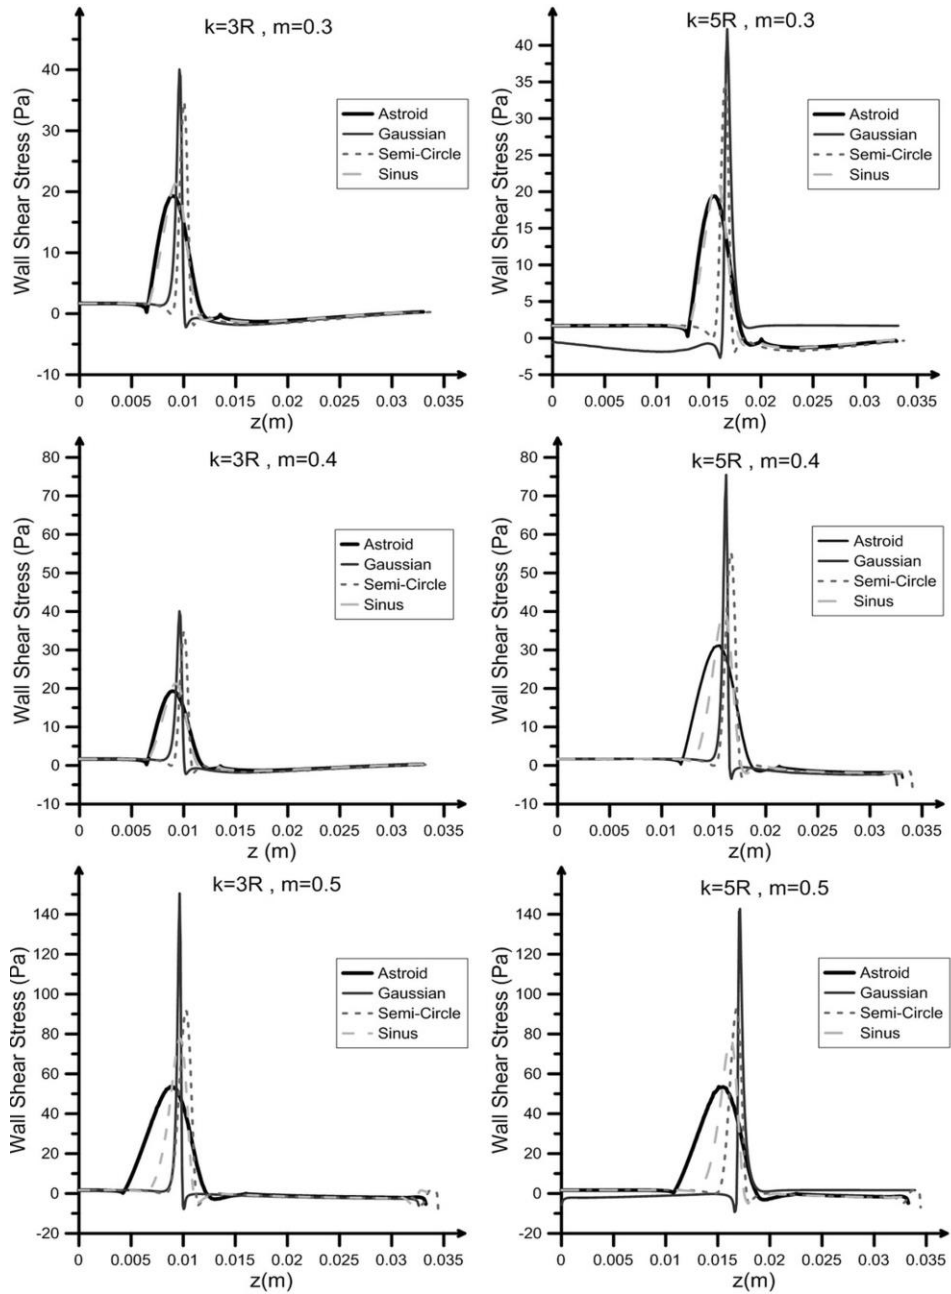 k=3R , m=0.3
Wall Shear Stress (Pa)
40
30
20
10
0
-10
Astroid
Gaussian
Semi-Circle
Sinus
0 0.005 0.01 0.015 0.02 0.025 0.03 0.035
z(m)
k=5R , m=0.3
Wall Shear Stress (Pa)
40
35
30
25
20
15
10
5
0
-5
Astroid
Gaussian
Semi-Circle
Sinus
0 0.005 0.01 0.015 0.02 0.025 0.03 0.035
z(m)
k=3R , m=0.4
Wall Shear Stress (Pa)
80
70
60
50
40
30
20
10
0
-10
Astroid
Gaussian
Semi-Circle
Sinus
0 0.005 0.01 0.015 0.02 0.025 0.03 0.035
z (m)
k=5R , m=0.4
Wall Shear Stress (Pa)
80
70
60
50
40
30
20
10
0
-10
Astroid
Gaussian
Semi-Circle
Sinus
0 0.005 0.01 0.015 0.02 0.025 0.03 0.035
z(m)
k=3R , m=0.5
Wall Shear Stress (Pa)
140
120
100
80
60
40
20
0
-20
Astroid
Gaussian
Semi-Circle
Sinus
0 0.005 0.01 0.015 0.02 0.025 0.03 0.035
z(m)
k=5R , m=0.5
Wall Shear Stress (Pa)
140
120
100
80
60
40
20
0
-20
Astroid
Gaussian
Semi-Circle
Sinus
0 0.005 0.01 0.015 0.02 0.025 0.03 0.035
z(m)